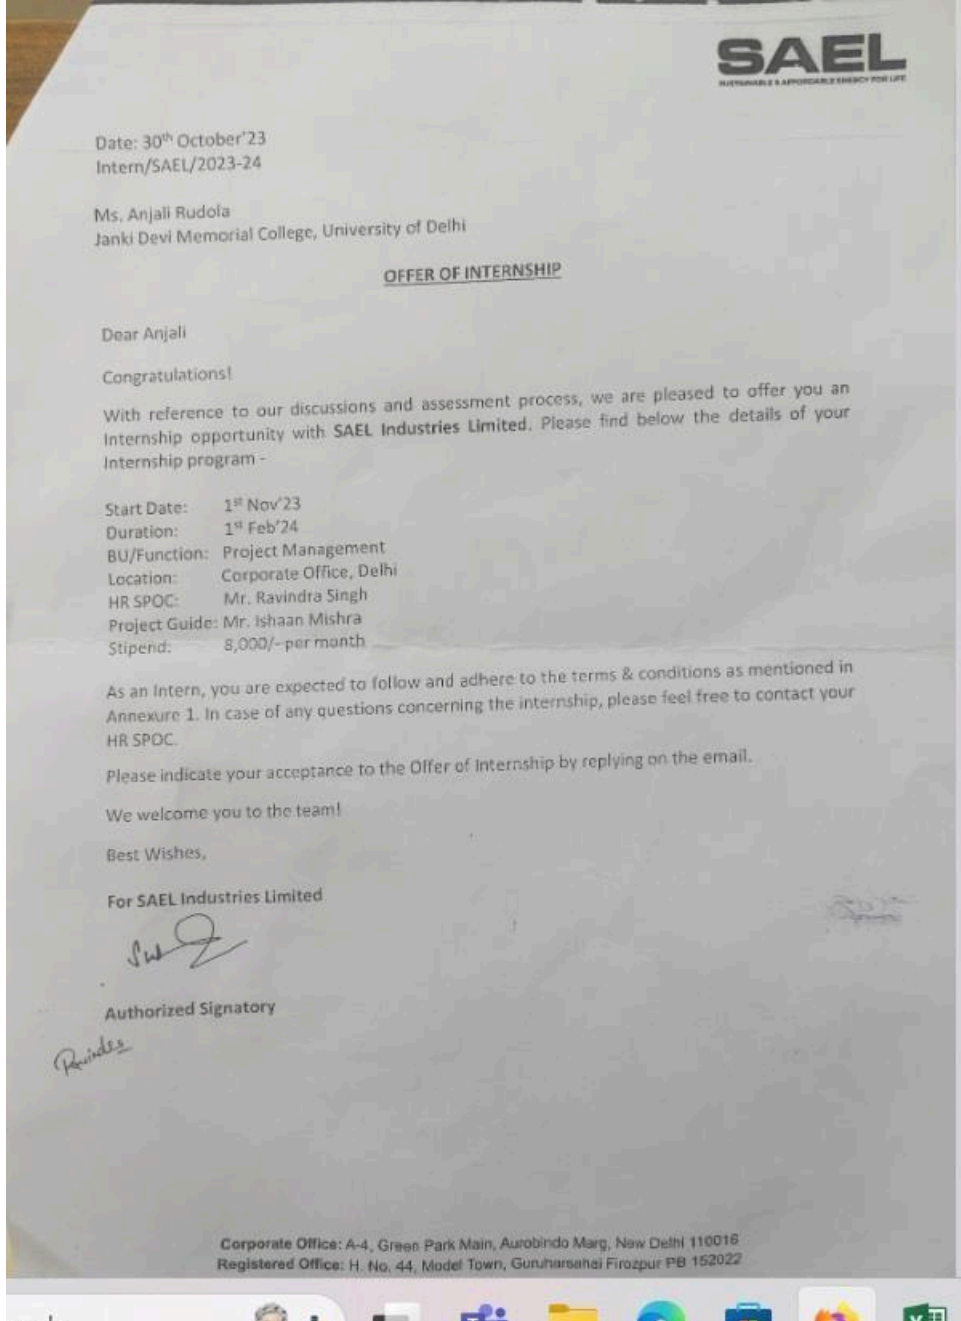 SAEL
SUSTAINABLE & AFFORDABLE ENERGY FOR LIFE
Date: 30th October'23
Intern/SAEL/2023-24
Ms. Anjali Rudola
Janki Devi Memorial College, University of Delhi
OFFER OF INTERNSHIP
Dear Anjali
Congratulations!
With reference to our discussions and assessment process, we are pleased to offer you an
Internship opportunity with SAEL Industries Limited. Please find below the details of your
Internship program -
Start Date: 1st Nov'23
Duration: 1st Feb'24
BU/Function: Project Management
Location: Corporate Office, Delhi
HR SPOC: Mr. Ravindra Singh
Project Guide: Mr. Ishaan Mishra
Stipend: 8,000/- per month
As an Intern, you are expected to follow and adhere to the terms & conditions as mentioned in
Annexure 1. In case of any questions concerning the internship, please feel free to contact your
HR SPOC.
Please indicate your acceptance to the Offer of Internship by replying on the email.
We welcome you to the team!
Best Wishes,
For SAEL Industries Limited
Authorized Signatory
Corporate Office: A-4, Green Park Main, Aurobindo Marg, New Delhi 110016
Registered Office: H. No. 44, Model Town, Guruharsahai Firozpur PB 152022